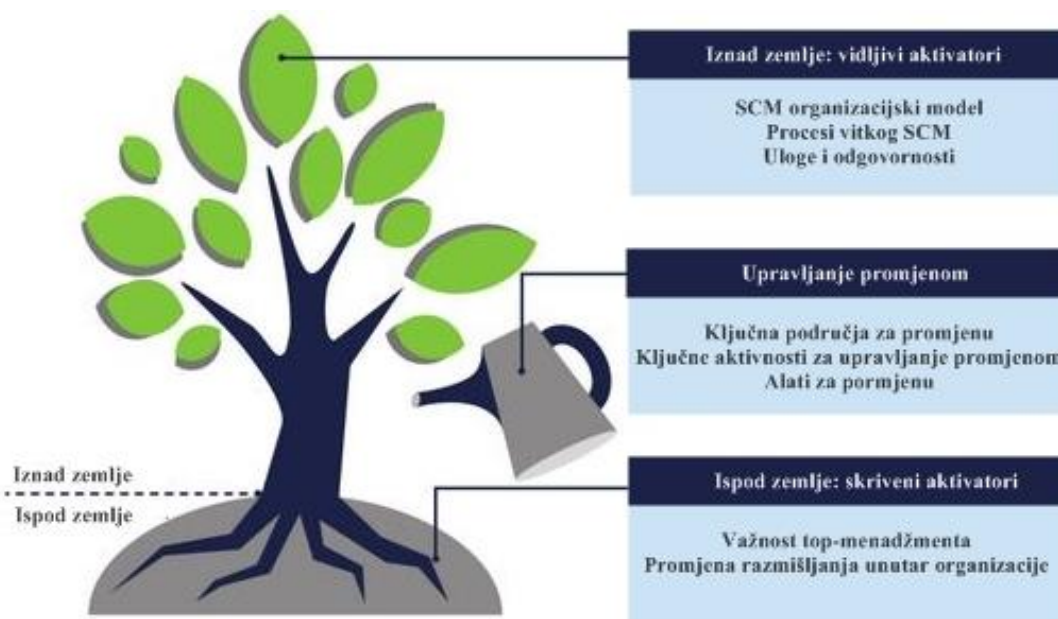 Iznad zemlje: vidljivi aktivatori
SCM organizacijski model
Procesi vitkog SCM
Uloge i odgovornosti
Upravljanje promjenom
Ključna područja za promjenu
Ključne aktivnosti za upravljanje promjenom
Alati za pormjenu
Iznad zemlje
Ispod zemlje
Ispod zemlje: skriveni aktivatori
Važnost top-menadžmenta
Promjena razmišljanja unutar organizacije